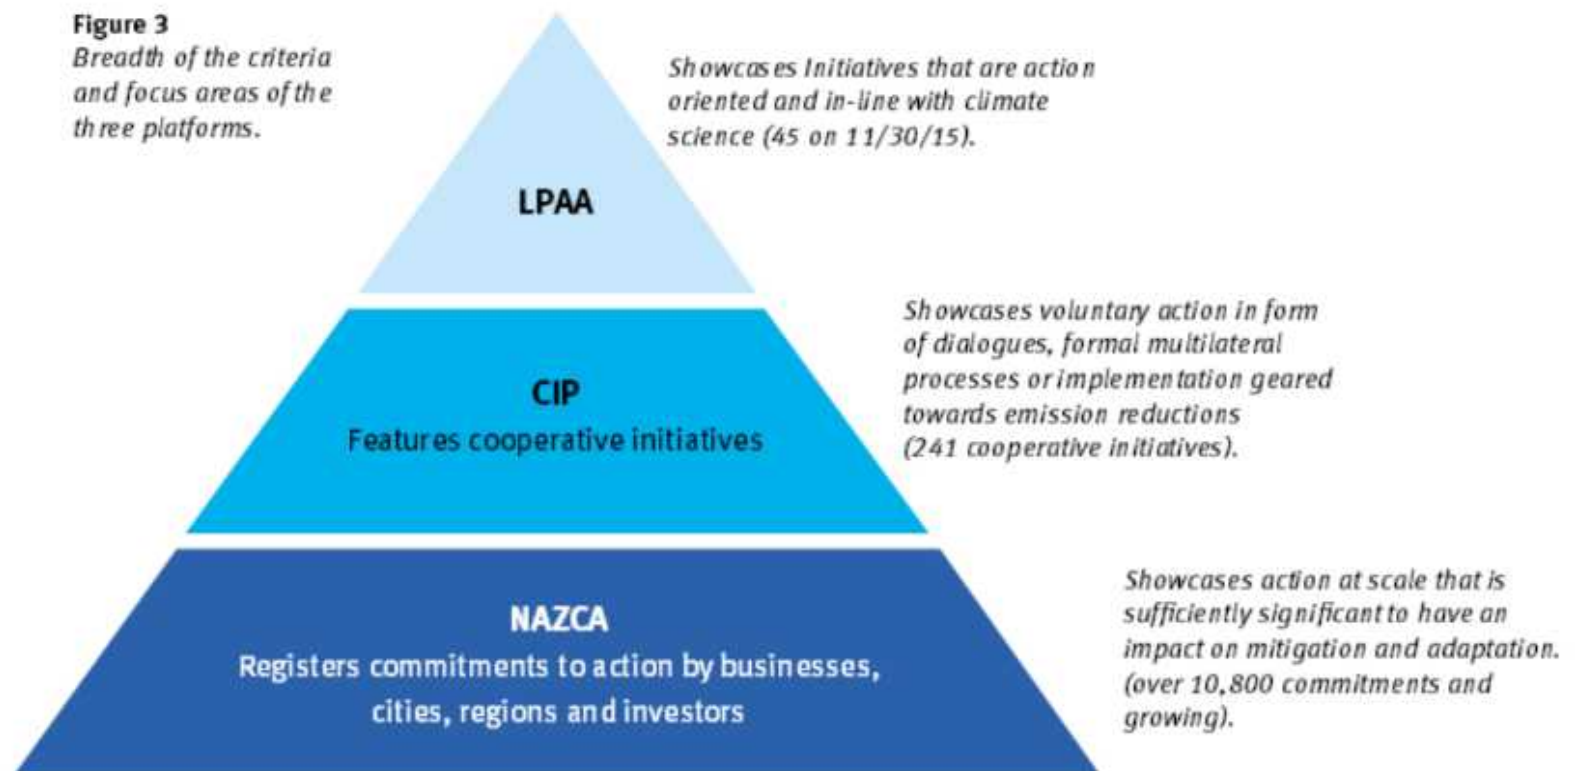 Figure 3
Breadth of the criteria
and focus areas of the
three platforms.
Showcases Initiatives that are action
oriented and in-line with climate
science (45 on 11/30/15).
LPAA
Showcases voluntary action in form
of dialogues, formal multilateral
processes or implementation geared
towards emission reductions
(241 cooperative initiatives).
CIP
Features cooperative initiatives
Showcases action at scale that is
sufficiently significant to have an
impact on mitigation and adaptation.
(over 10,800 commitments and
growing).
NAZCA
Registers commitments to action by businesses,
cities, regions and investors